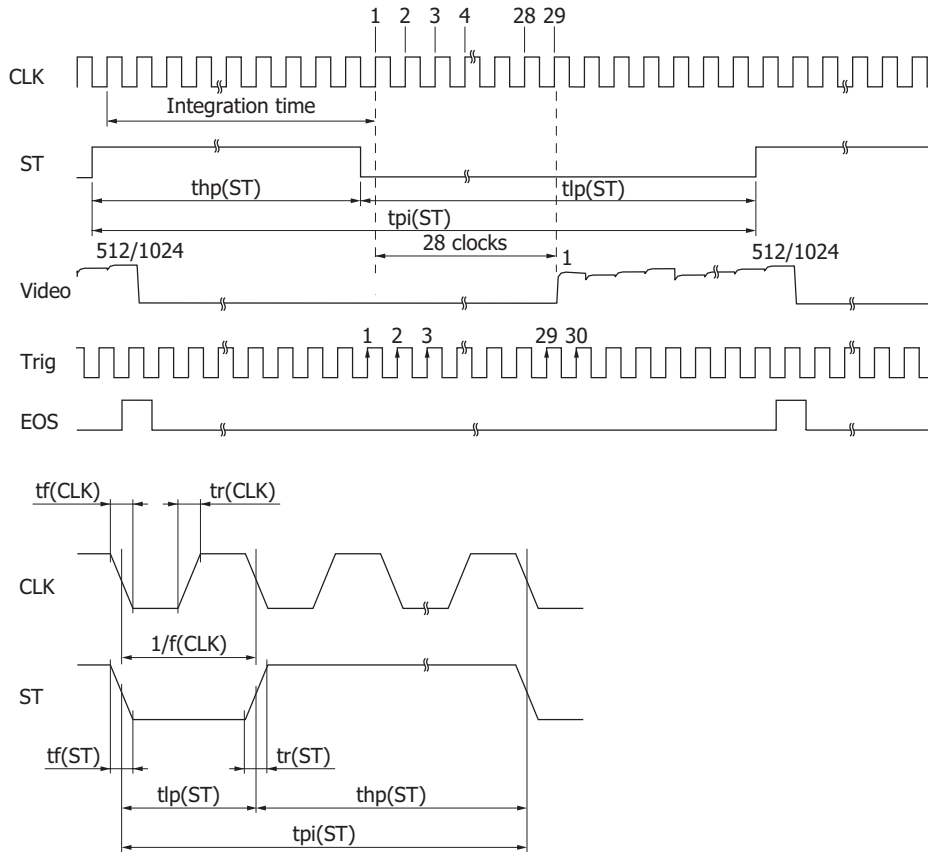 1 2 3 4 28 29
CLK
Integration time
ST
thp(ST) tlp(ST)
tpi(ST)
28 clocks
512/1024 1 512/1024
Video
1 2 3 29 30
Trig
EOS
tf(CLK) tr(CLK)
CLK
1/f(CLK)
ST
tf(ST) tr(ST)
tlp(ST) thp(ST)
tpi(ST)